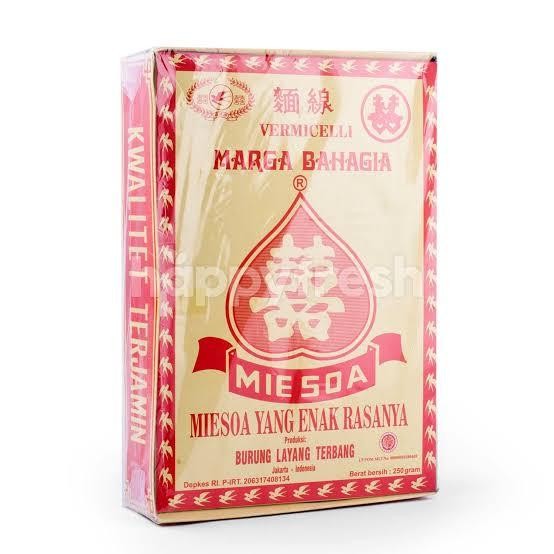 麵線
VERMICELLI
MARGA BAHAGIA
®
囍
MIESOA
MIESOA YANG ENAK RASANYA
Produksi:
BURUNG LAYANG TERBANG
Jakarta - Indonesia
Depkes RI. P-IRT. 206317408134
Berat bersih : 250 gram
KWALITET TERJAMIN
happyfresh